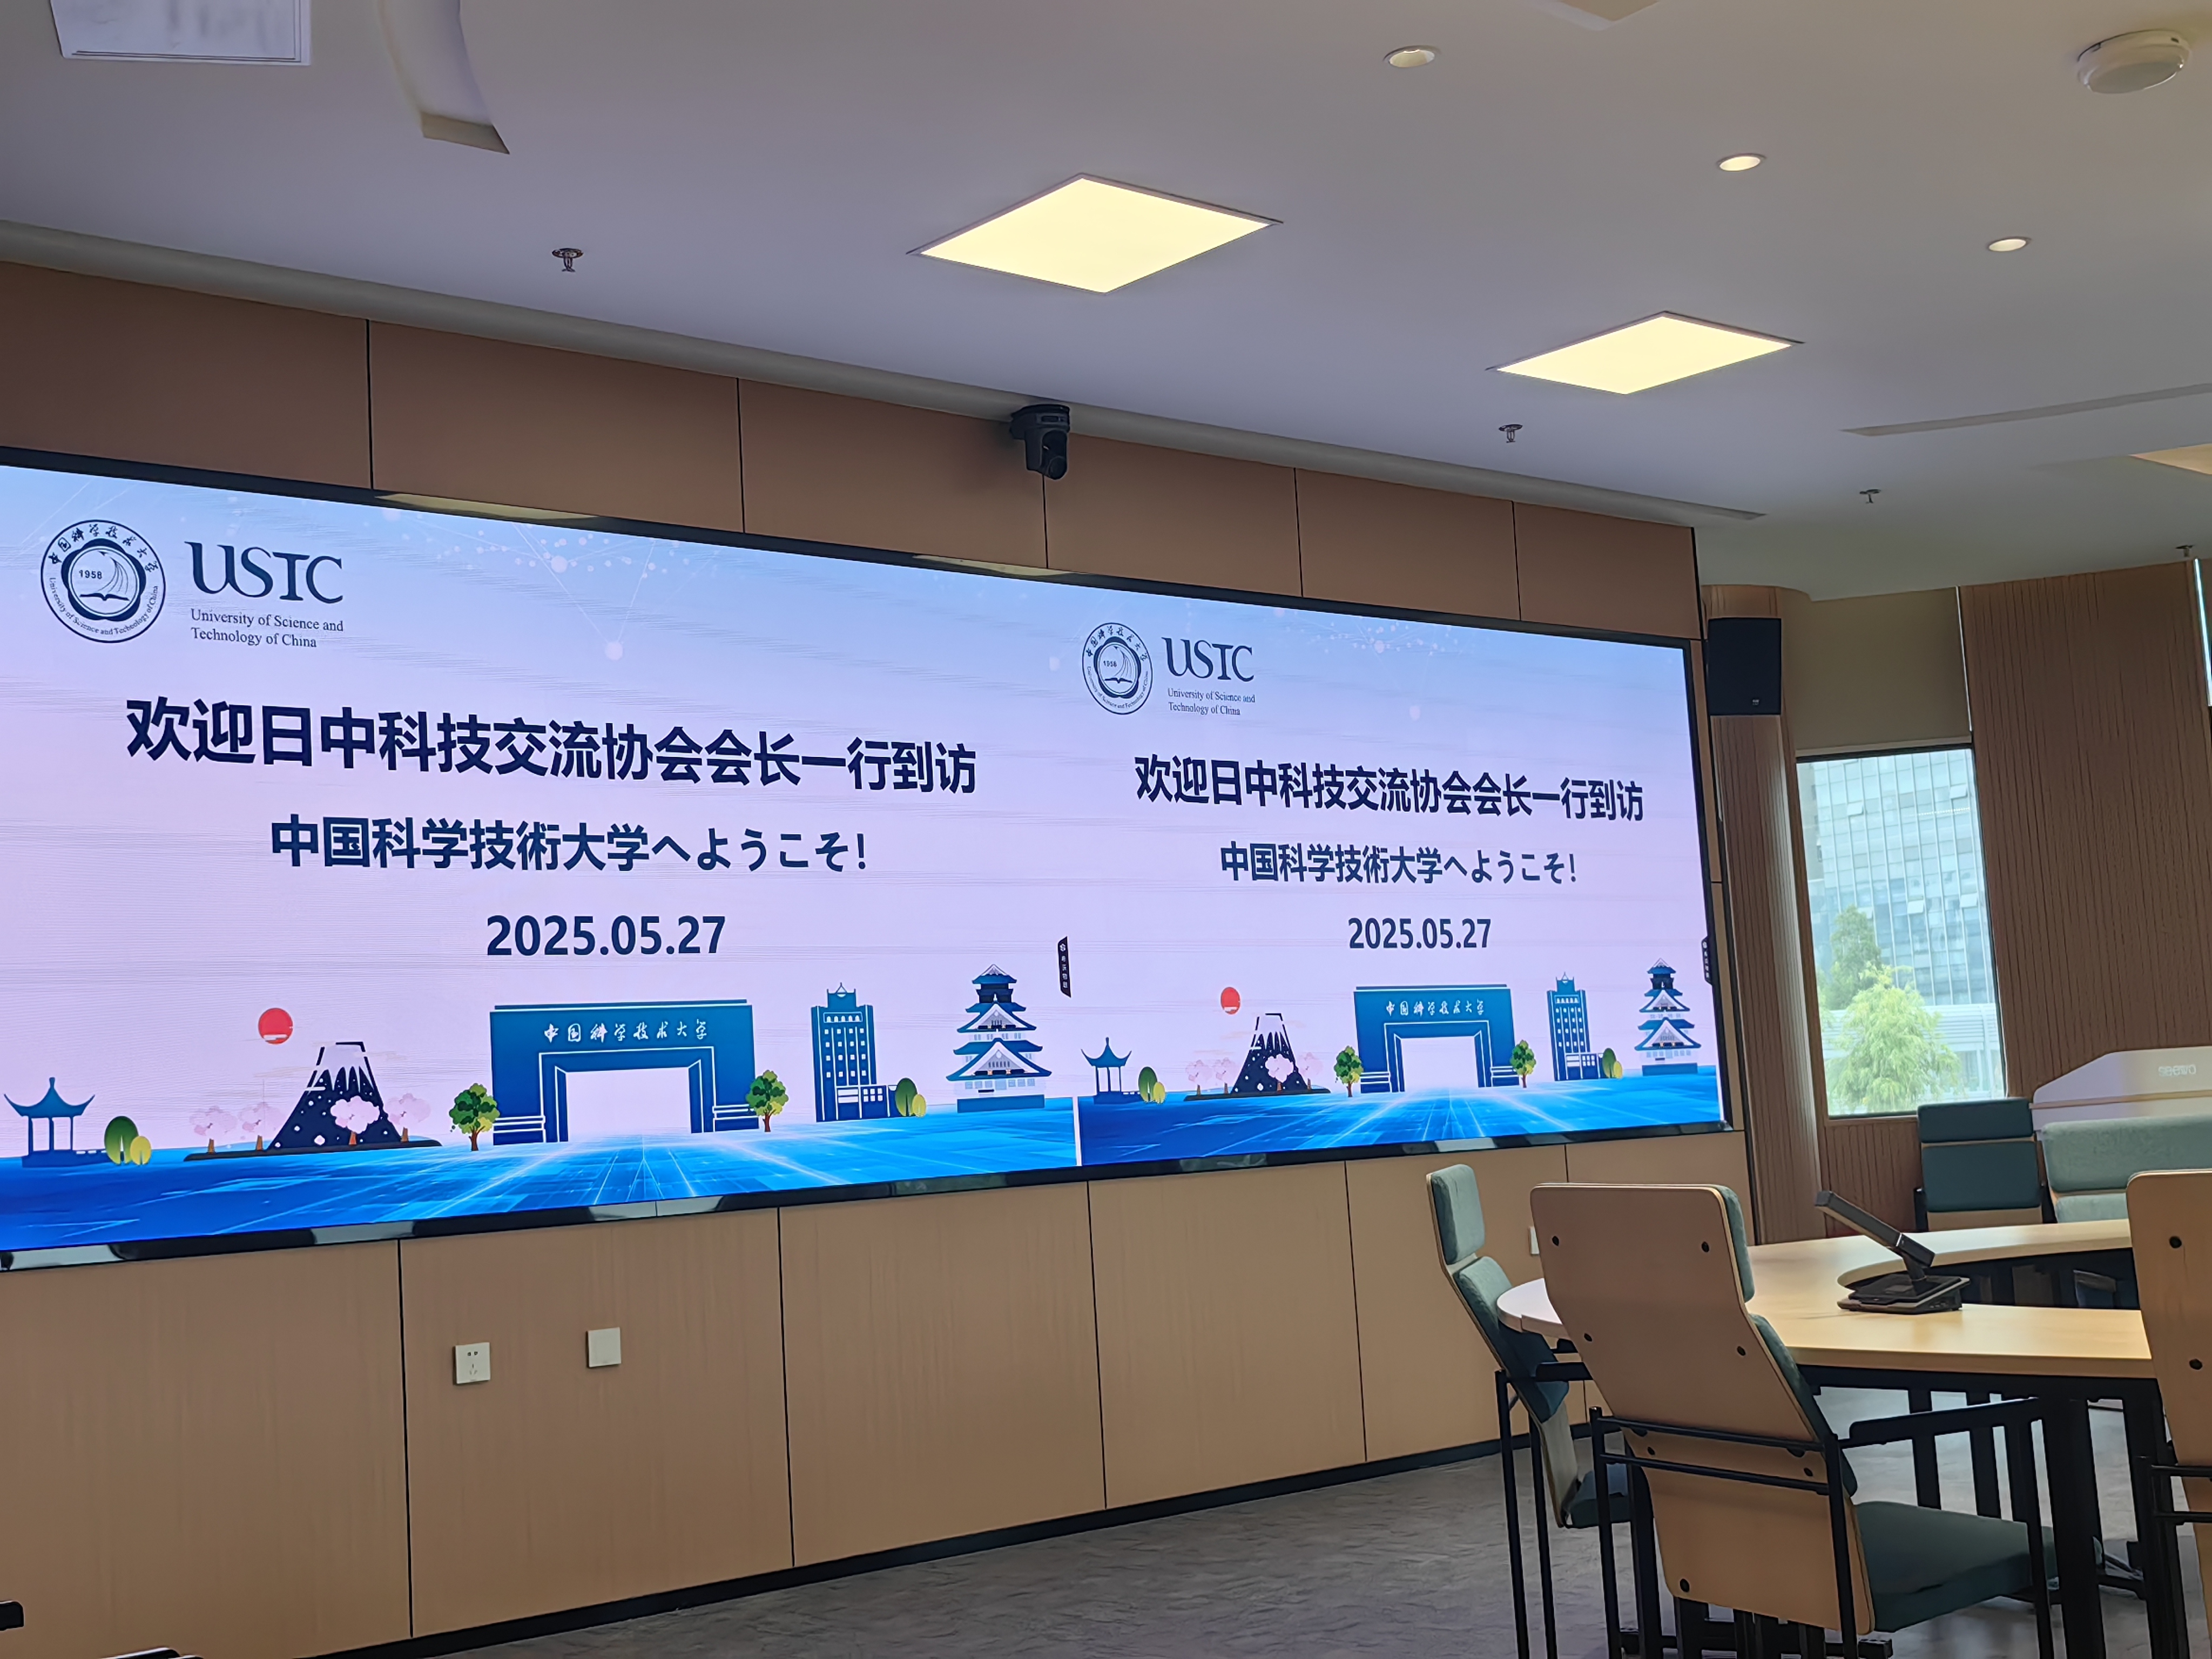 中国科学技术大学
1958
University of Science and Technology of China
USTC
University of Science and
Technology of China
欢迎日中科技交流协会会长一行到访
中国科学技術大学へようこそ!
2025.05.27
中国科学技术大学
中国科学技术大学
1958
University of Science and Technology of China
USTC
University of Science and
Technology of China
欢迎日中科技交流协会会长一行到访
中国科学技術大学へようこそ!
2025.05.27
中国科学技术大学